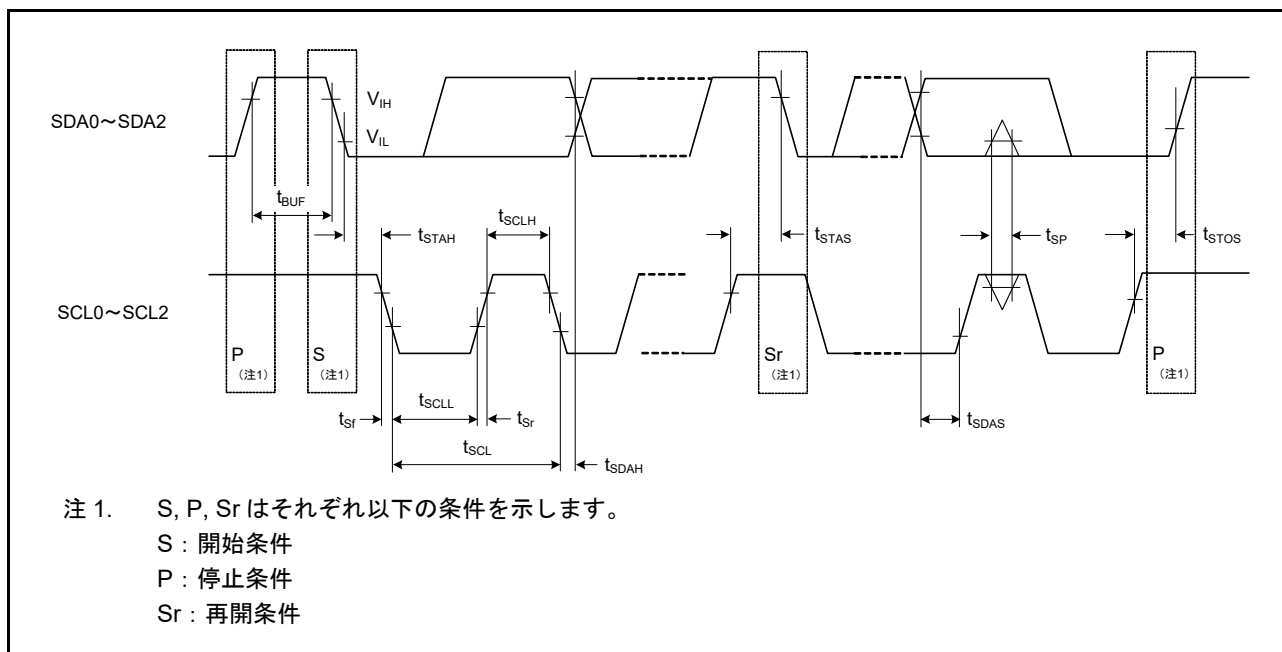 SDA0～SDA2
VIH
VIL
tBUF
tSTAH
tSCLH
tSTAS
tSP
tSTOS
SCL0～SCL2
P
（注1）
S
（注1）
Sr
（注1）
P
（注1）
tSf
tSCLL
tSr
tSCL
tSDAH
tSDAS
注 1. S, P, Sr はそれぞれ以下の条件を示します。
S：開始条件
P：停止条件
Sr：再開条件